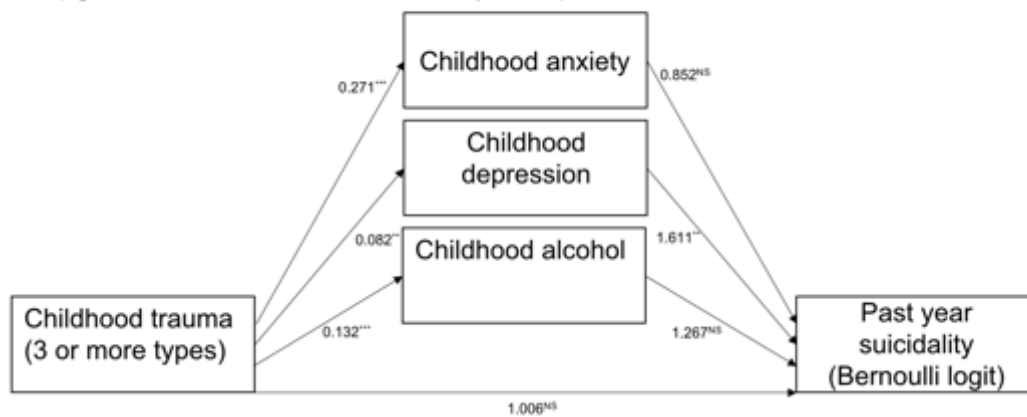 Childhood anxiety
0.271***
0.852NS
Childhood
depression
0.082**
1.611**
Childhood alcohol
0.132***
1.267NS
Childhood trauma
(3 or more types)
Past year
suicidality
(Bernoulli logit)
1.006NS